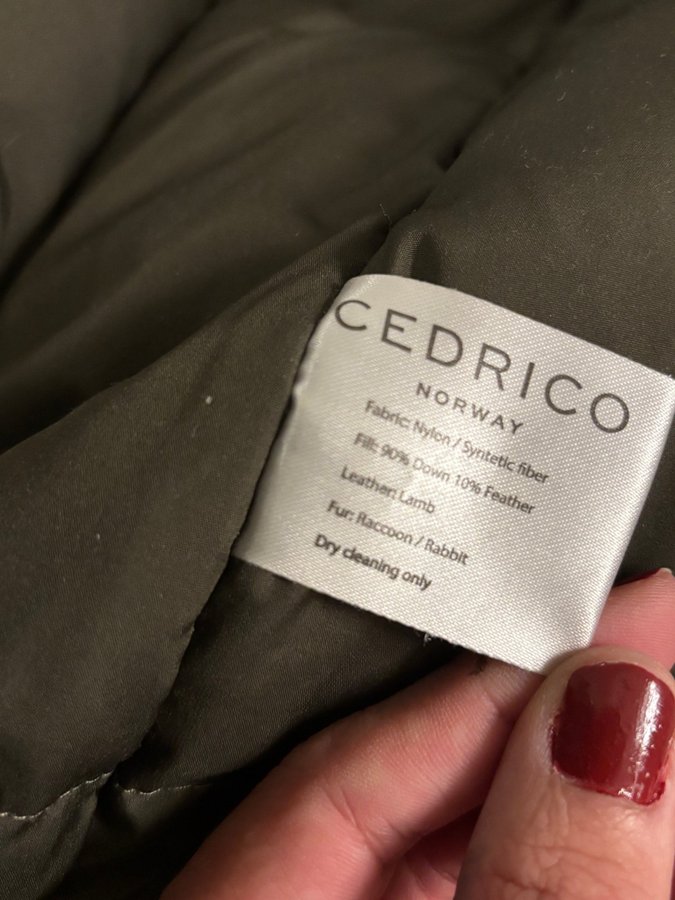 CEDRICO
NORWAY
Fabric: Nylon / Syntetic fiber
Fill: 90% Down 10% Feather
Leather: Lamb
Fur: Raccoon / Rabbit
Dry cleaning only